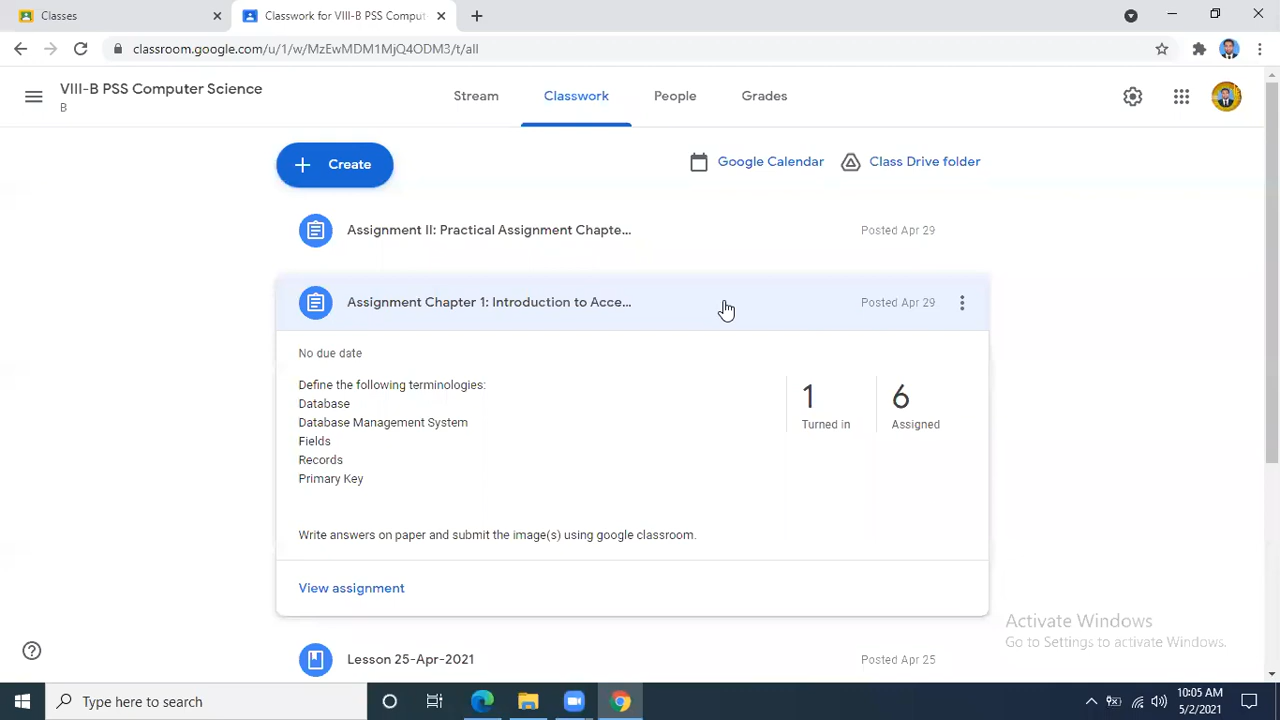 Classes
Classwork for VIII-B PSS Comput
classroom.google.com/u/1/w/MzEwMDM1MjQ4ODM3/t/all
VIII-B PSS Computer Science
B
Stream
Classwork
People
Grades
Create
Google Calendar
Class Drive folder
Assignment II: Practical Assignment Chapte...
Posted Apr 29
Assignment Chapter 1: Introduction to Acce...
Posted Apr 29
No due date
Define the following terminologies:
Database
Database Management System
Fields
Records
Primary Key
1
Turned in
6
Assigned
Write answers on paper and submit the image(s) using google classroom.
View assignment
Activate Windows
Go to Settings to activate Windows.
Lesson 25-Apr-2021
Posted Apr 25
Type here to search
10:05 AM
5/2/2021